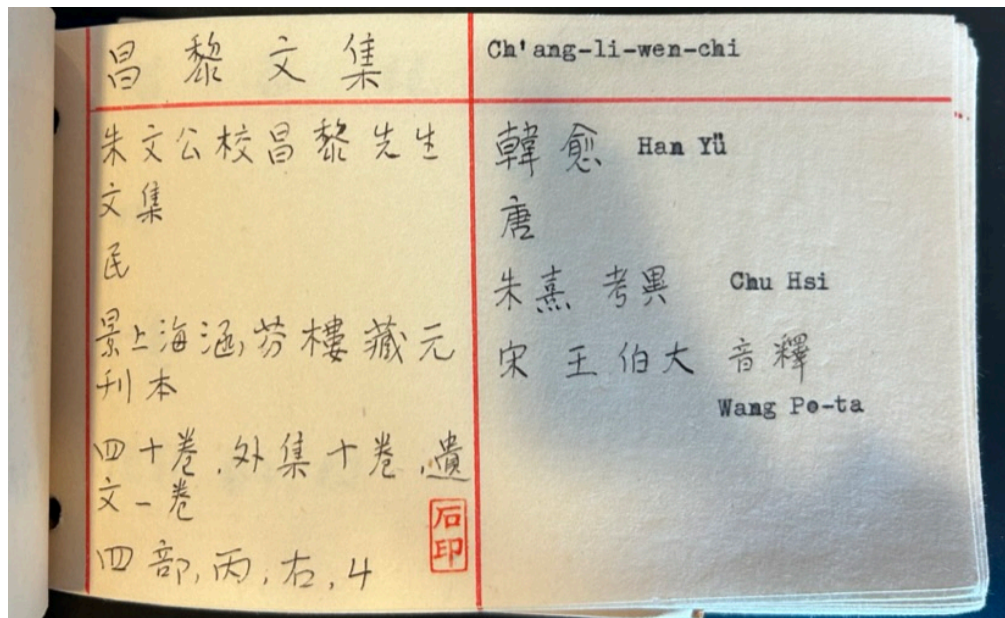 昌黎文集
Ch'ang-li-wen-chi
朱文公校昌黎先生
文集
民
景上海涵芬樓藏元
刊本
四十卷,外集十卷,遺
文一卷
四部,丙,右,4
石印
韓愈 Han Yü
唐
朱熹 考異 Chu Hsi
宋 王伯大 音釋
Wang Po-ta